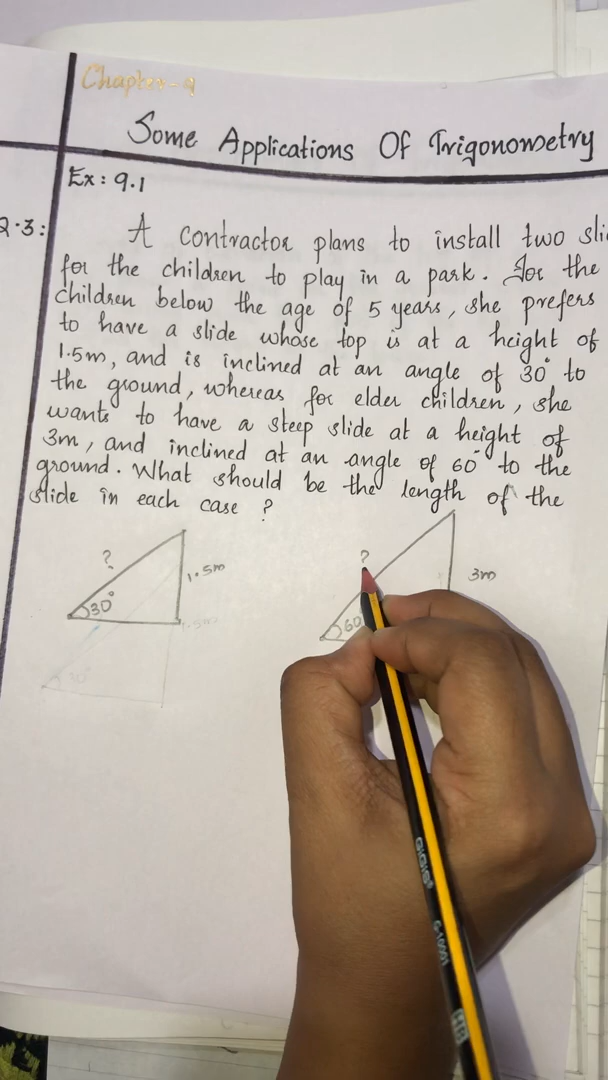 Chapter-9
Some Applications Of Trigonometry
Ex: 9.1
Q.3:
A contractor plans to install two
for the children to play in a park. For the
children below the age of 5 years, she prefers
to have a slide whose top is at a height of
1.5m, and is inclined at an angle of 30° to
the ground, whereas for elder children, she
wants to have a steep slide at a height of
3m, and inclined at an angle of 60° to the
ground. What should be the length of the
slide in each case ?
?
1.5m
30°
1.5m
30°
?
3m
60
HB